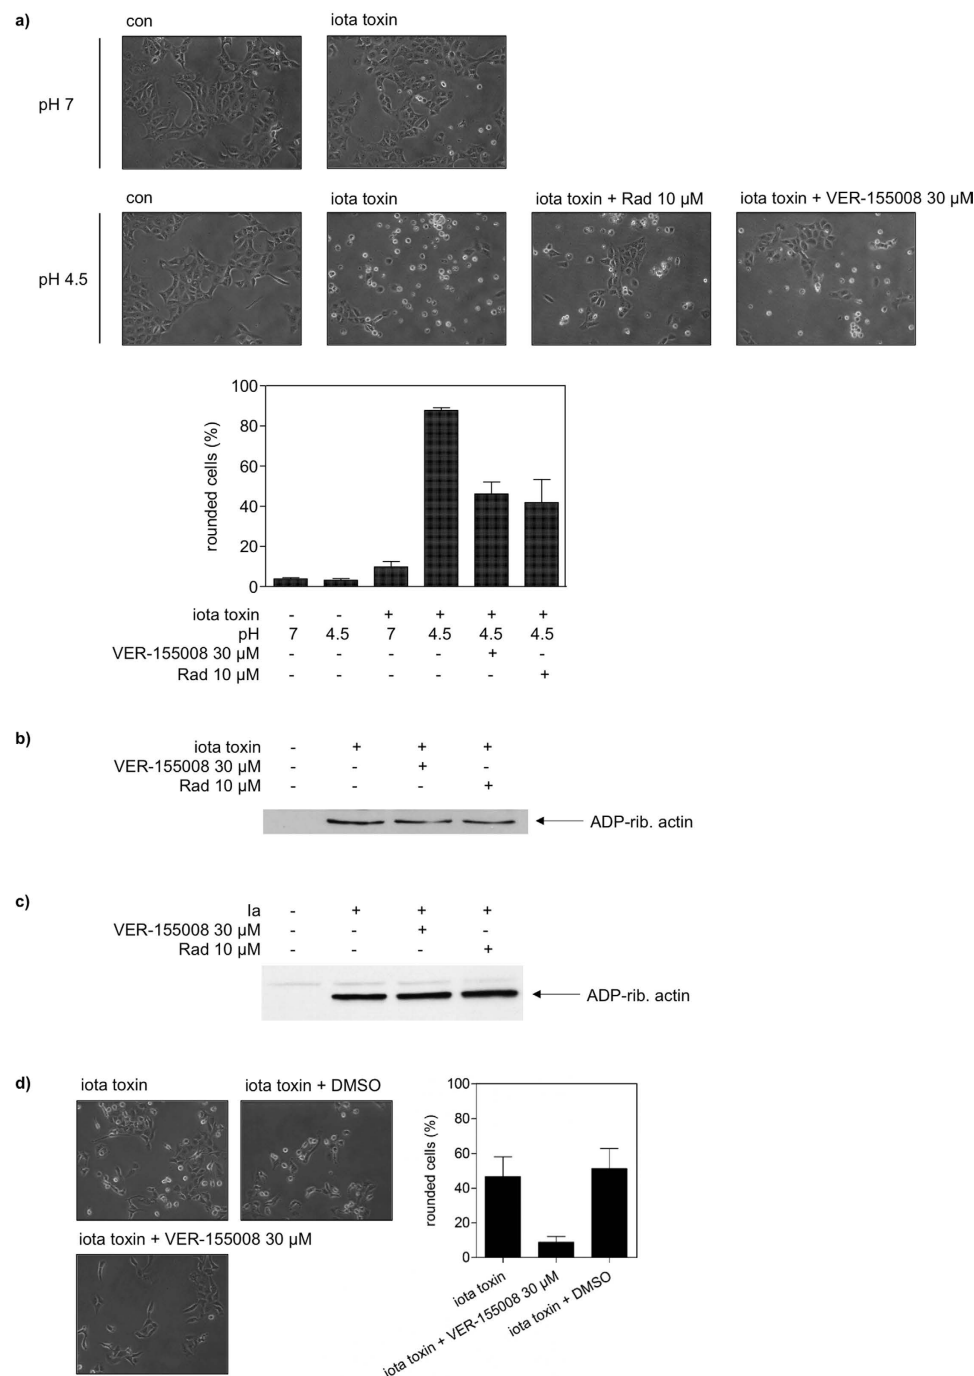 a)
con
iota toxin
pH 7
con
iota toxin
iota toxin + Rad 10 µM
iota toxin + VER-155008 30 µM
pH 4.5
100
80
60
40
20
0
rounded cells (%)
iota toxin - - + + + +
pH 7 4.5 7 4.5 4.5 4.5
VER-155008 30 µM - - - - + -
Rad 10 µM - - - - - +
b)
iota toxin - + + +
VER-155008 30 µM - - + -
Rad 10 µM - - - +
ADP-rib. actin
c)
Ia - + + +
VER-155008 30 µM - - + -
Rad 10 µM - - - +
ADP-rib. actin
d)
iota toxin
iota toxin + DMSO
iota toxin + VER-155008 30 µM
100
80
60
40
20
0
rounded cells (%)
iota toxin
iota toxin + VER-155008 30 µM
iota toxin + DMSO